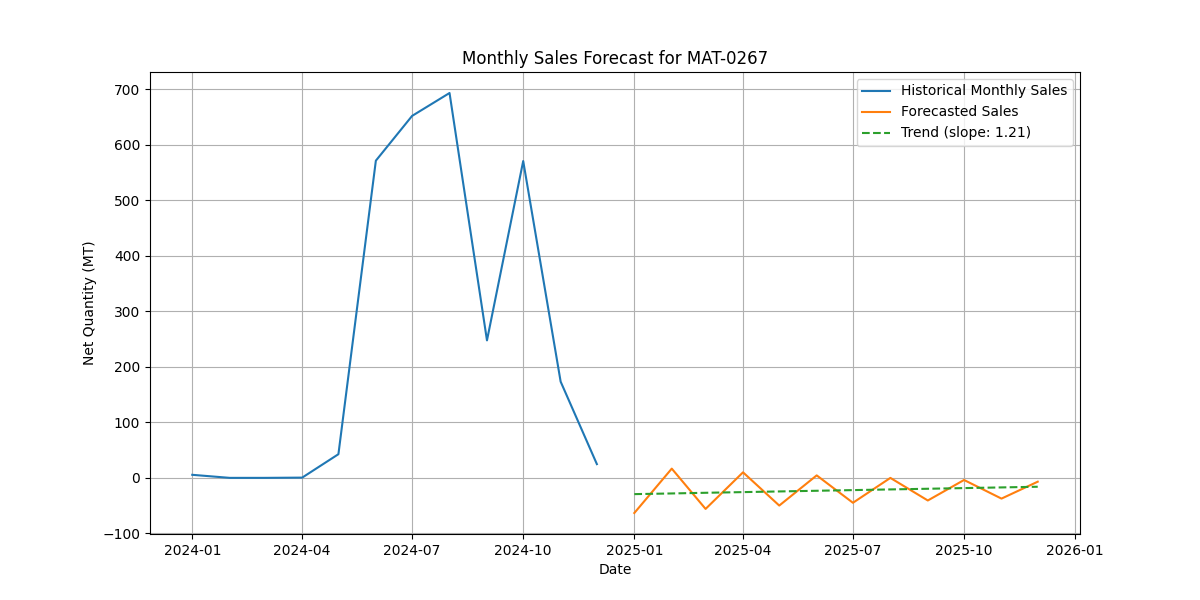 Monthly Sales Forecast for MAT-0267
Historical Monthly Sales
Forecasted Sales
Trend (slope: 1.21)
Net Quantity (MT)
700
600
500
400
300
200
100
0
−100
2024-01 2024-04 2024-07 2024-10 2025-01 2025-04 2025-07 2025-10 2026-01
Date